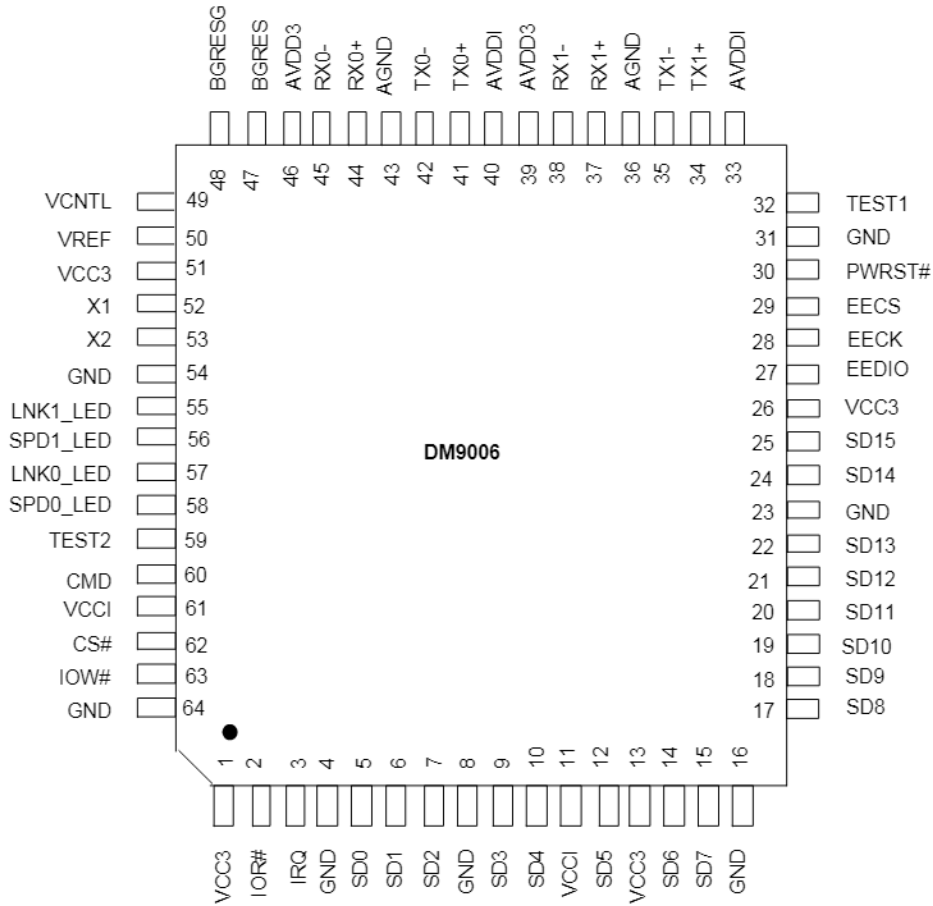 BGRESG
BGRES
AVDD3
RX0-
RX0+
AGND
TX0-
TX0+
AVDDI
AVDD3
RX1-
RX1+
AGND
TX1-
TX1+
AVDDI
48
47
46
45
44
43
42
41
40
39
38
37
36
35
34
33
VCNTL 49
VREF 50
VCC3 51
X1 52
X2 53
GND 54
LNK1_LED 55
SPD1_LED 56
LNK0_LED 57
SPD0_LED 58
TEST2 59
CMD 60
VCCI 61
CS# 62
IOW# 63
GND 64
DM9006
32 TEST1
31 GND
30 PWRST#
29 EECS
28 EECK
27 EEDIO
26 VCC3
25 SD15
24 SD14
23 GND
22 SD13
21 SD12
20 SD11
19 SD10
18 SD9
17 SD8
1
2
3
4
5
6
7
8
9
10
11
12
13
14
15
16
VCC3
IOR#
IRQ
GND
SD0
SD1
SD2
GND
SD3
SD4
VCCI
SD5
VCC3
SD6
SD7
GND